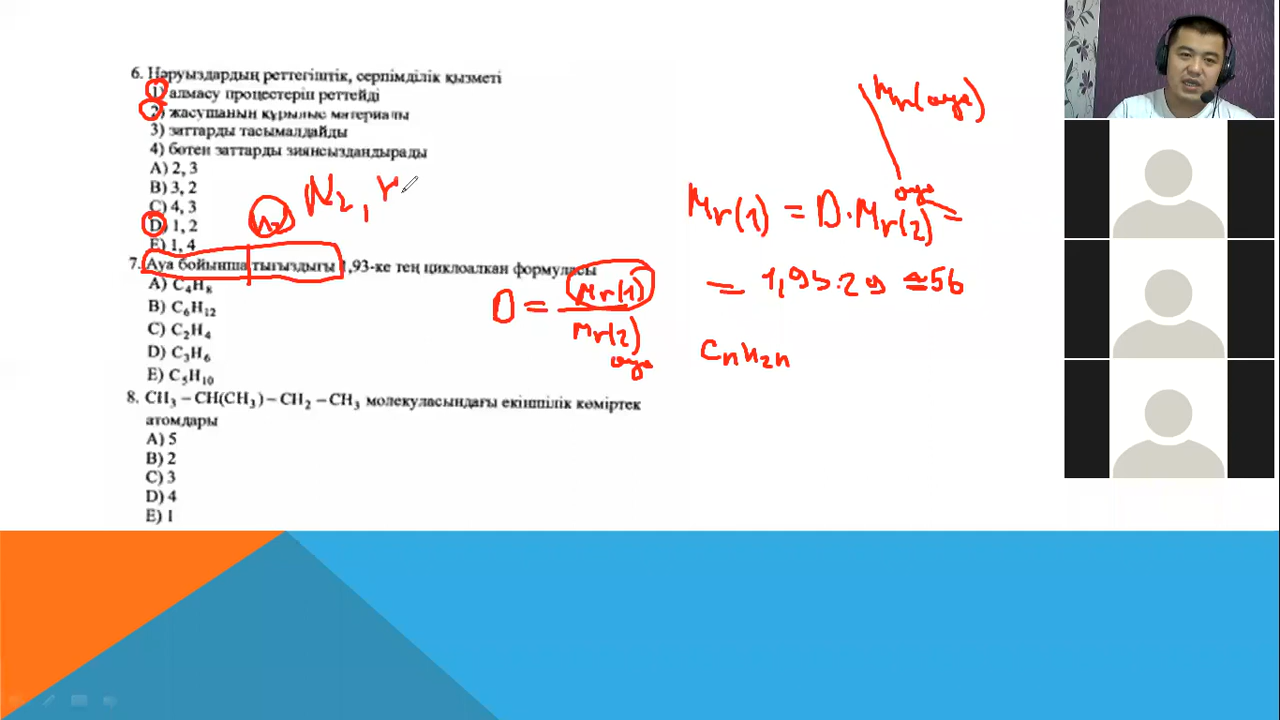 6. Нәруыздардың реттегіштік, серпімділік қызметі
1) алмасу процестерін реттейді
2) жасушаның құрылыс материалы
3) заттарды тасымалдайды
4) бөтен заттарды зиянсыздандырады
A) 2, 3
B) 3, 2
C) 4, 3
D) 1, 2
E) 1, 4
7. Ауа бойынша тығыздығы 1,93-ке тең циклоалкан формуласы
A) C₄H₈
B) C₆H₁₂
C) C₂H₄
D) C₃H₆
E) C₅H₁₀
8. CH₃ – CH(CH₃) – CH₂ – CH₃ молекуласындағы екіншілік көміртек
атомдары
A) 5
B) 2
C) 3
D) 4
E) 1
H₂ N₂,
D = Mr(1)
Mr(2)
ауа
Mr(ауа)
ауа
Mr(1) = D·Mr(2) =
= 1,93·29 ≈ 56
CnH2n